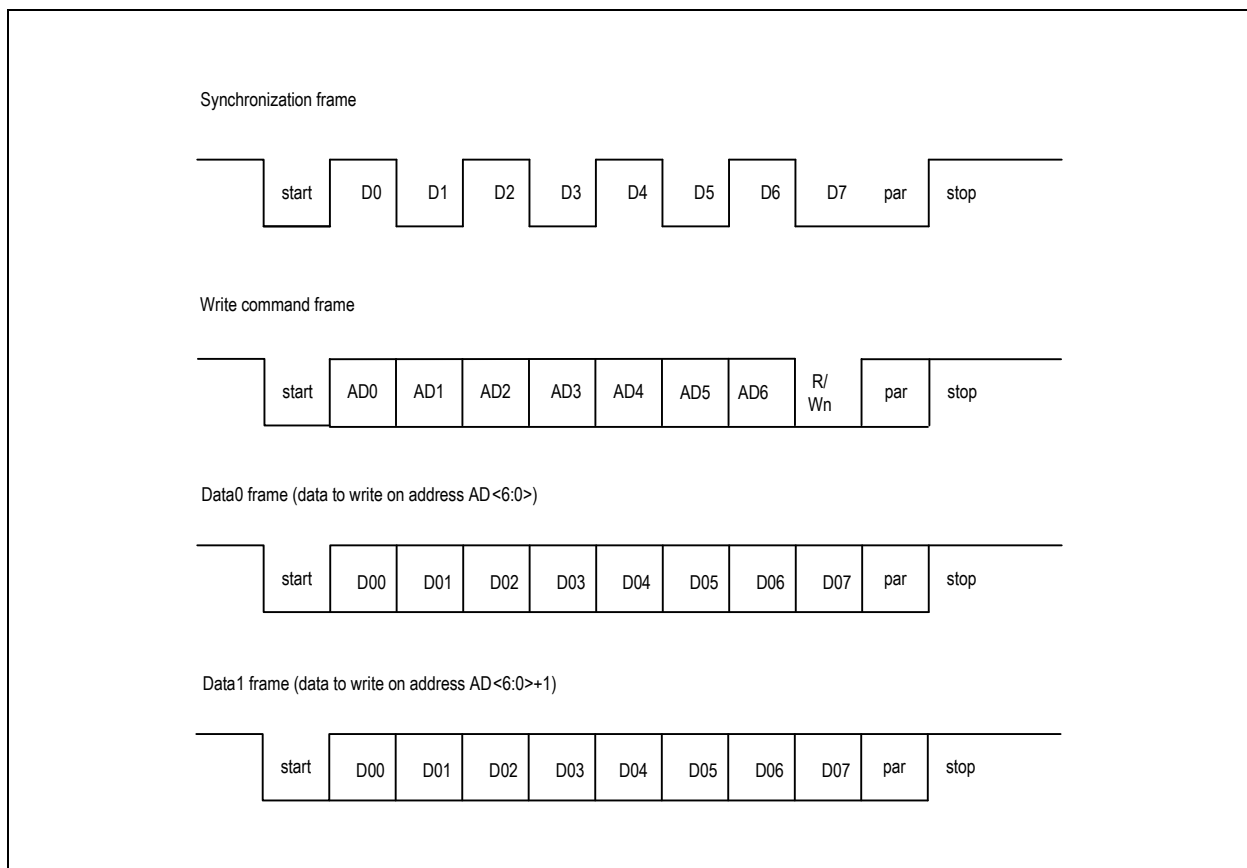 Synchronization frame
start D0 D1 D2 D3 D4 D5 D6 D7 par stop
Write command frame
start AD0 AD1 AD2 AD3 AD4 AD5 AD6 R/ Wn par stop
Data0 frame (data to write on address AD<6:0>)
start D00 D01 D02 D03 D04 D05 D06 D07 par stop
Data1 frame (data to write on address AD<6:0>+1)
start D00 D01 D02 D03 D04 D05 D06 D07 par stop